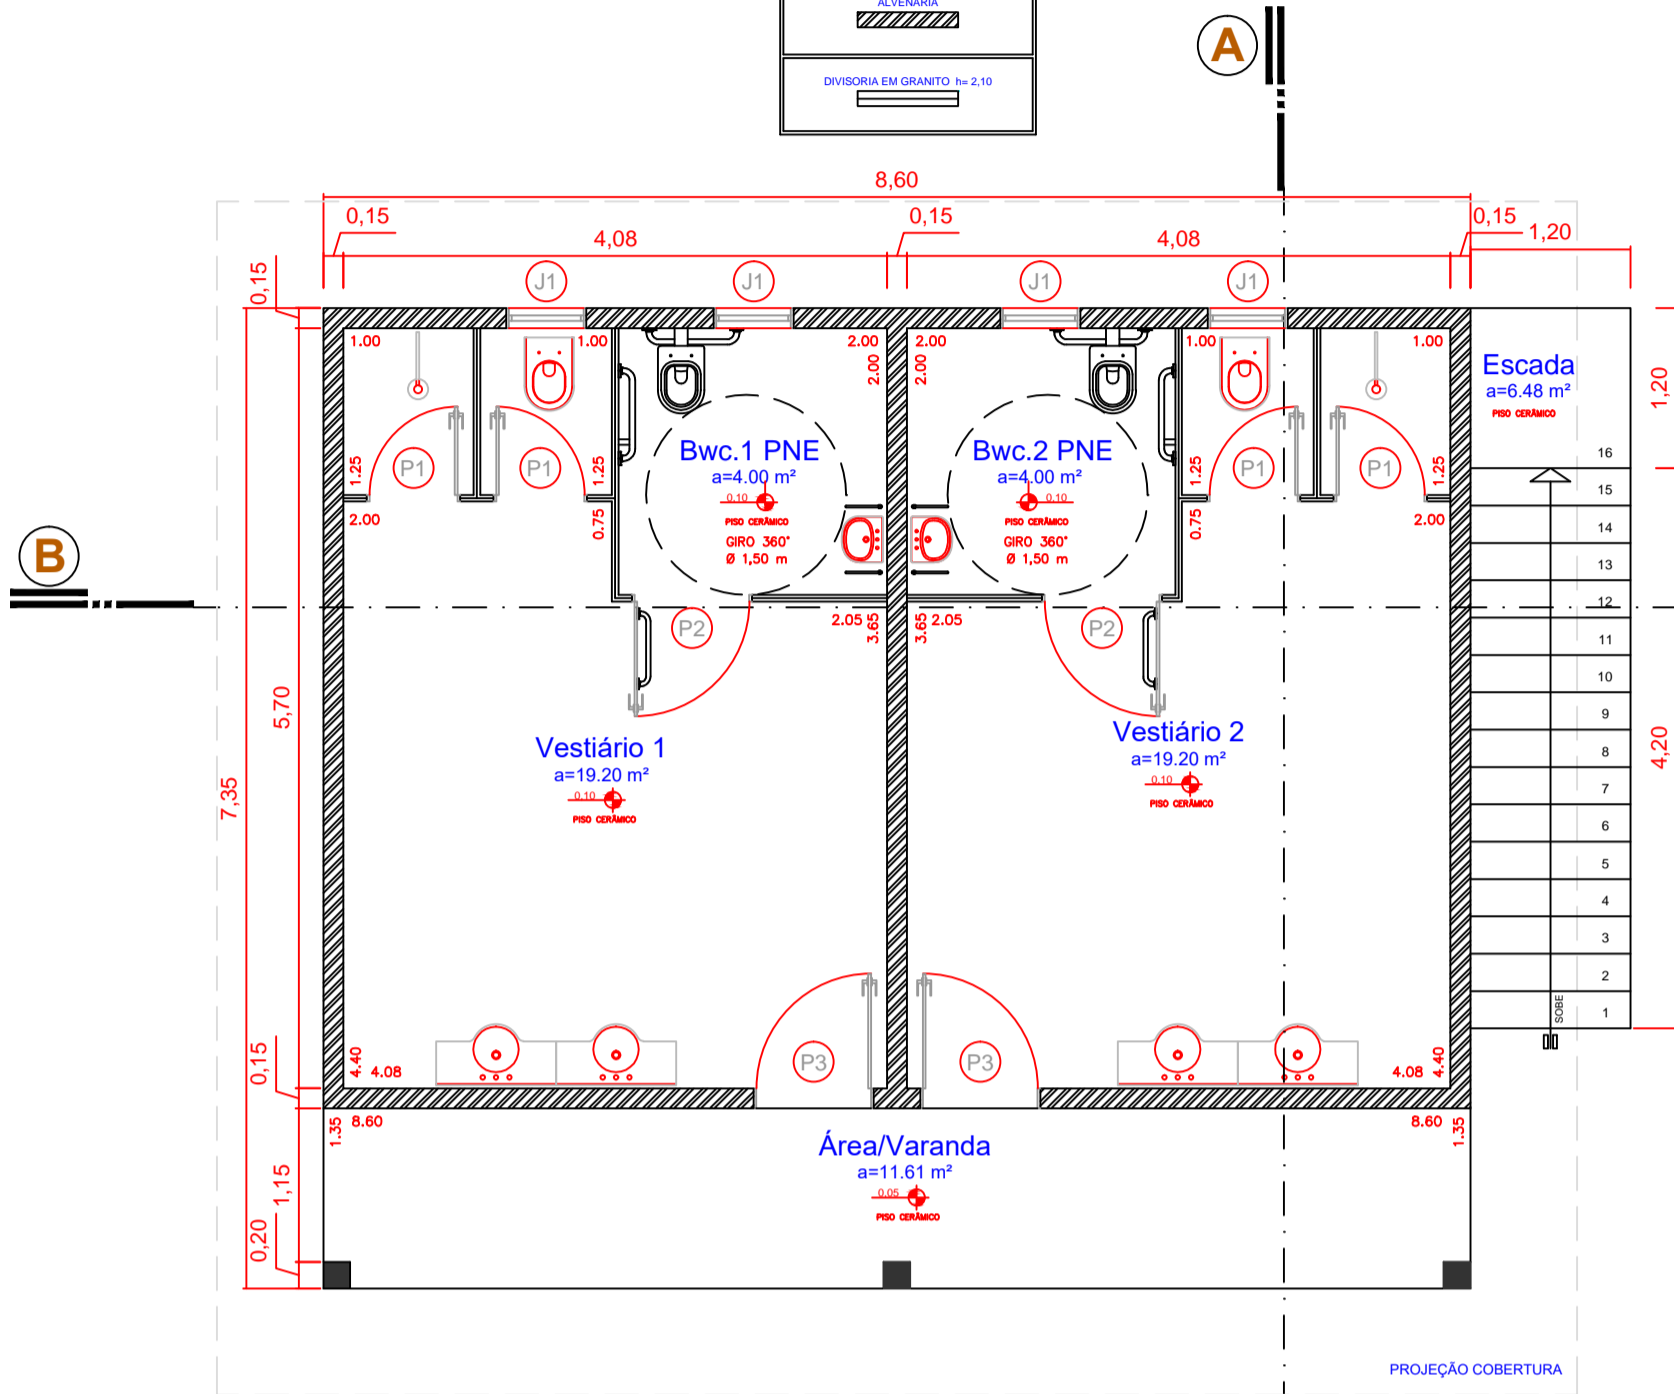 ALVENARIA
DIVISORIA EM GRANITO h= 2,10
A
8,60
0,15
0,15
0,15
4,08
4,08
1,20
0,15
J1
J1
J1
J1
1.00
1.00
2.00
2.00
1.00
1.00
2.00
2.00
Escada
a=6.48 m²
PISO CERÂMICO
1,20
Bwc.1 PNE
a=4.00 m²
0.10
PISO CERÂMICO
GIRO 360°
Ø 1,50 m
Bwc.2 PNE
a=4.00 m²
0.10
PISO CERÂMICO
GIRO 360°
Ø 1,50 m
P1
P1
P1
P1
1.25
1.25
1.25
1.25
2.00
0.75
0.75
2.00
B
P2
P2
2.05
3.65
3.65
2.05
16
15
14
13
12
11
10
9
8
7
6
5
4
3
2
1
SOBE
4,20
5,70
7,35
Vestiário 1
a=19.20 m²
0.10
PISO CERÂMICO
Vestiário 2
a=19.20 m²
0.10
PISO CERÂMICO
P3
P3
0,15
4.40
4.08
4.08
4.40
1.35
8.60
8.60
1.35
Área/Varanda
a=11.61 m²
0.05
PISO CERÂMICO
1,15
0,20
PROJEÇÃO COBERTURA